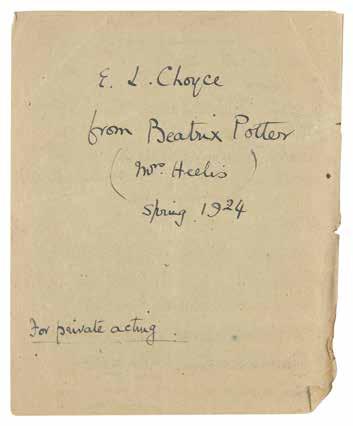 E. L. Choyce
from Beatrix Potter
(Mrs. Heelis)
Spring 1924
For private acting.